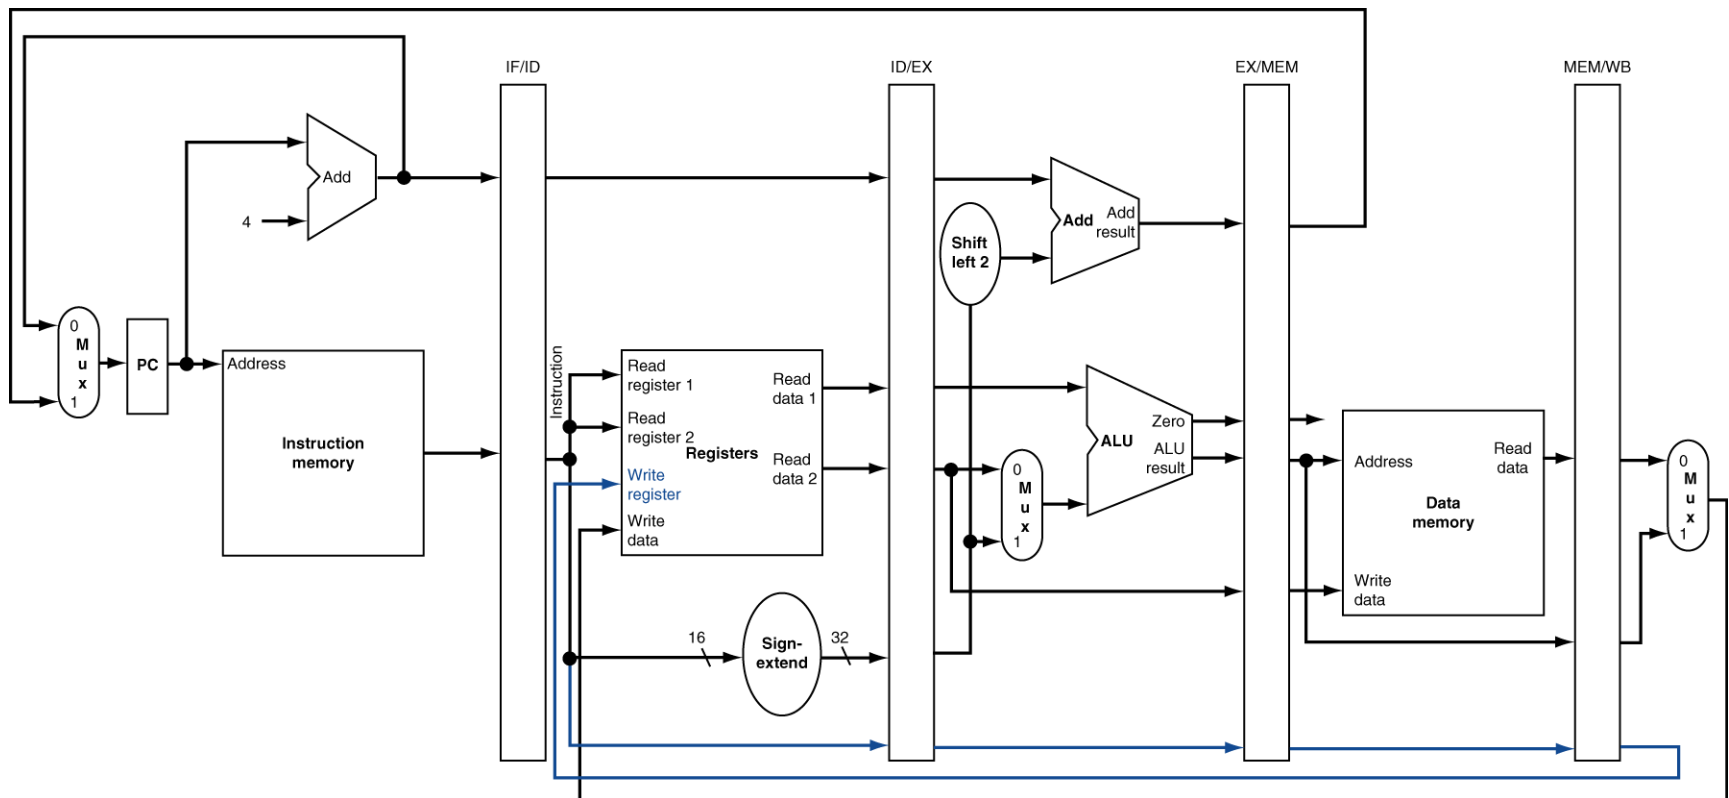 IF/ID
ID/EX
EX/MEM
MEM/WB
Add
4
Add
Add
result
Shift
left 2
0
M
u
x
1
PC
Address
Instruction
memory
Instruction
Read
register 1
Read
register 2
Write
register
Write
data
Registers
Read
data 1
Read
data 2
16
Sign-
extend
32
0
M
u
x
1
ALU
Zero
ALU
result
Address
Read
data
Data
memory
Write
data
0
M
u
x
1